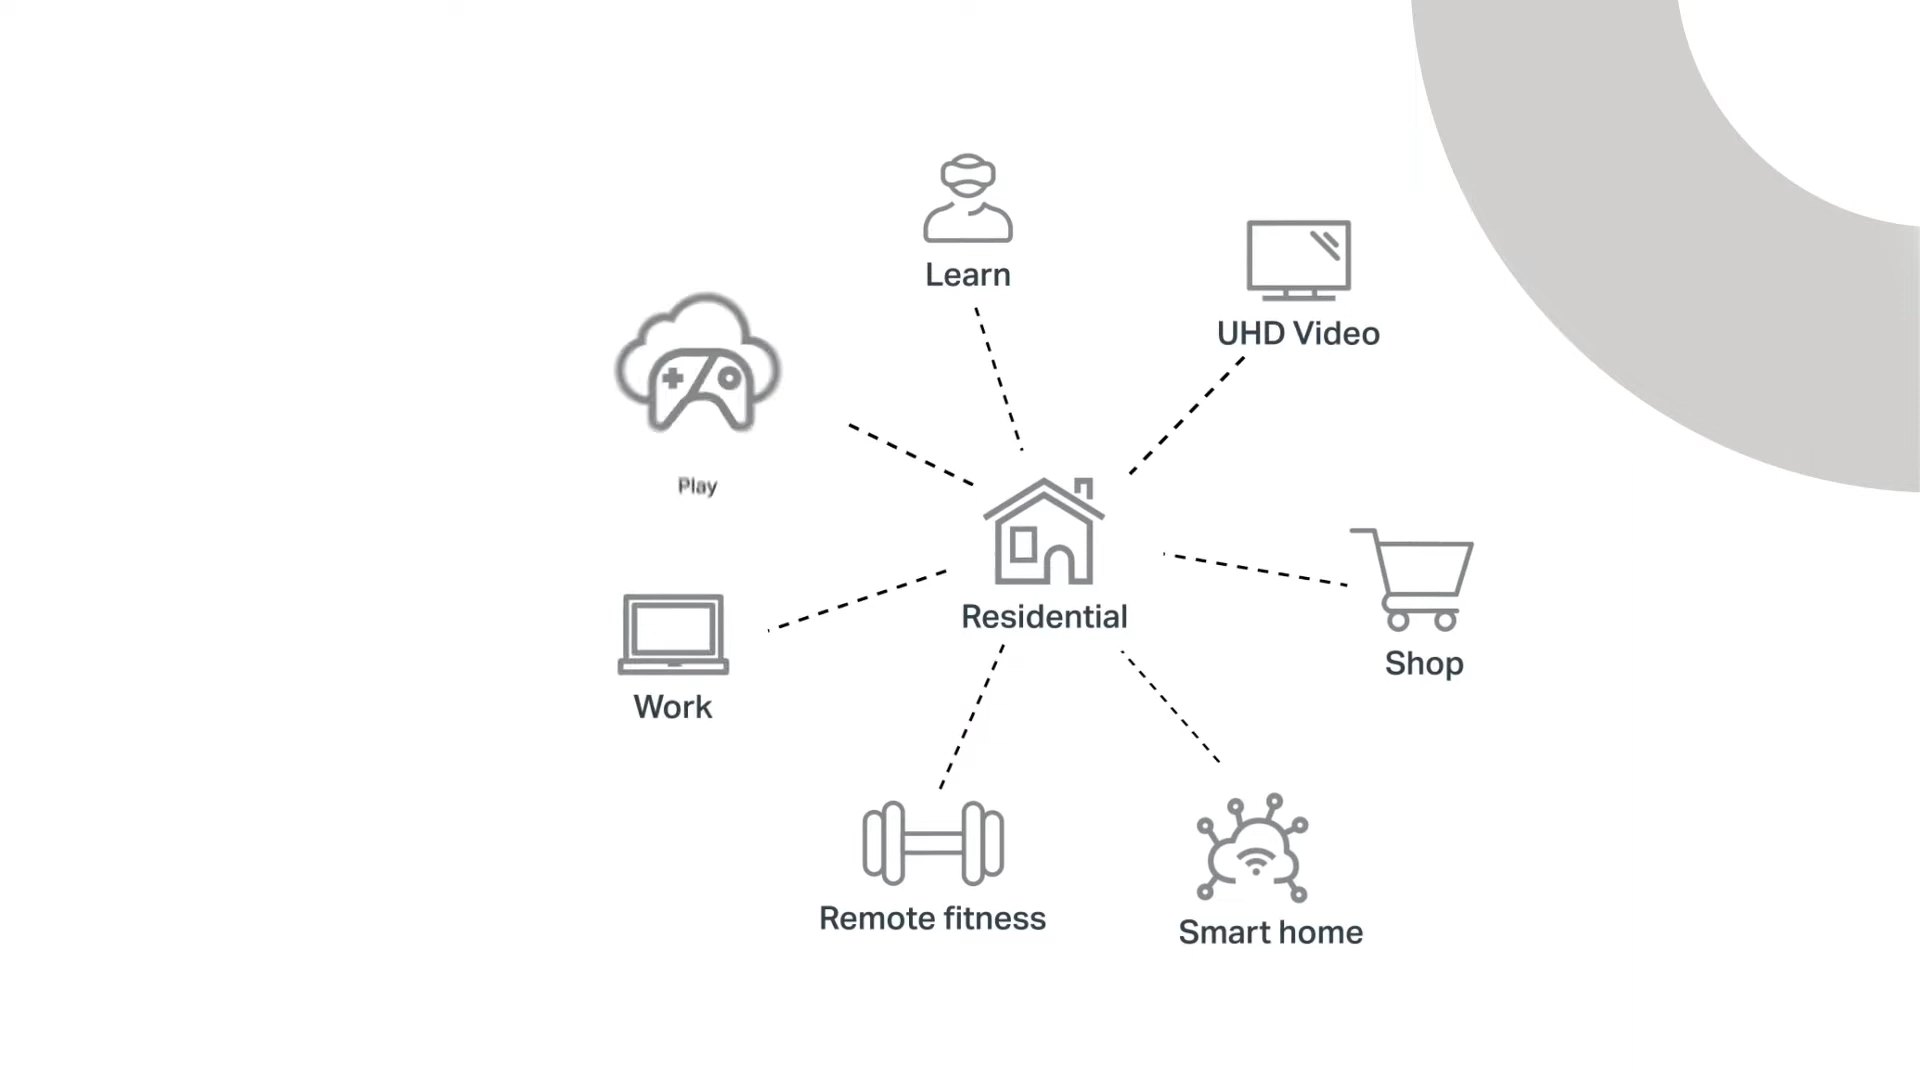 Learn
UHD Video
Play
Residential
Shop
Work
Remote fitness
Smart home